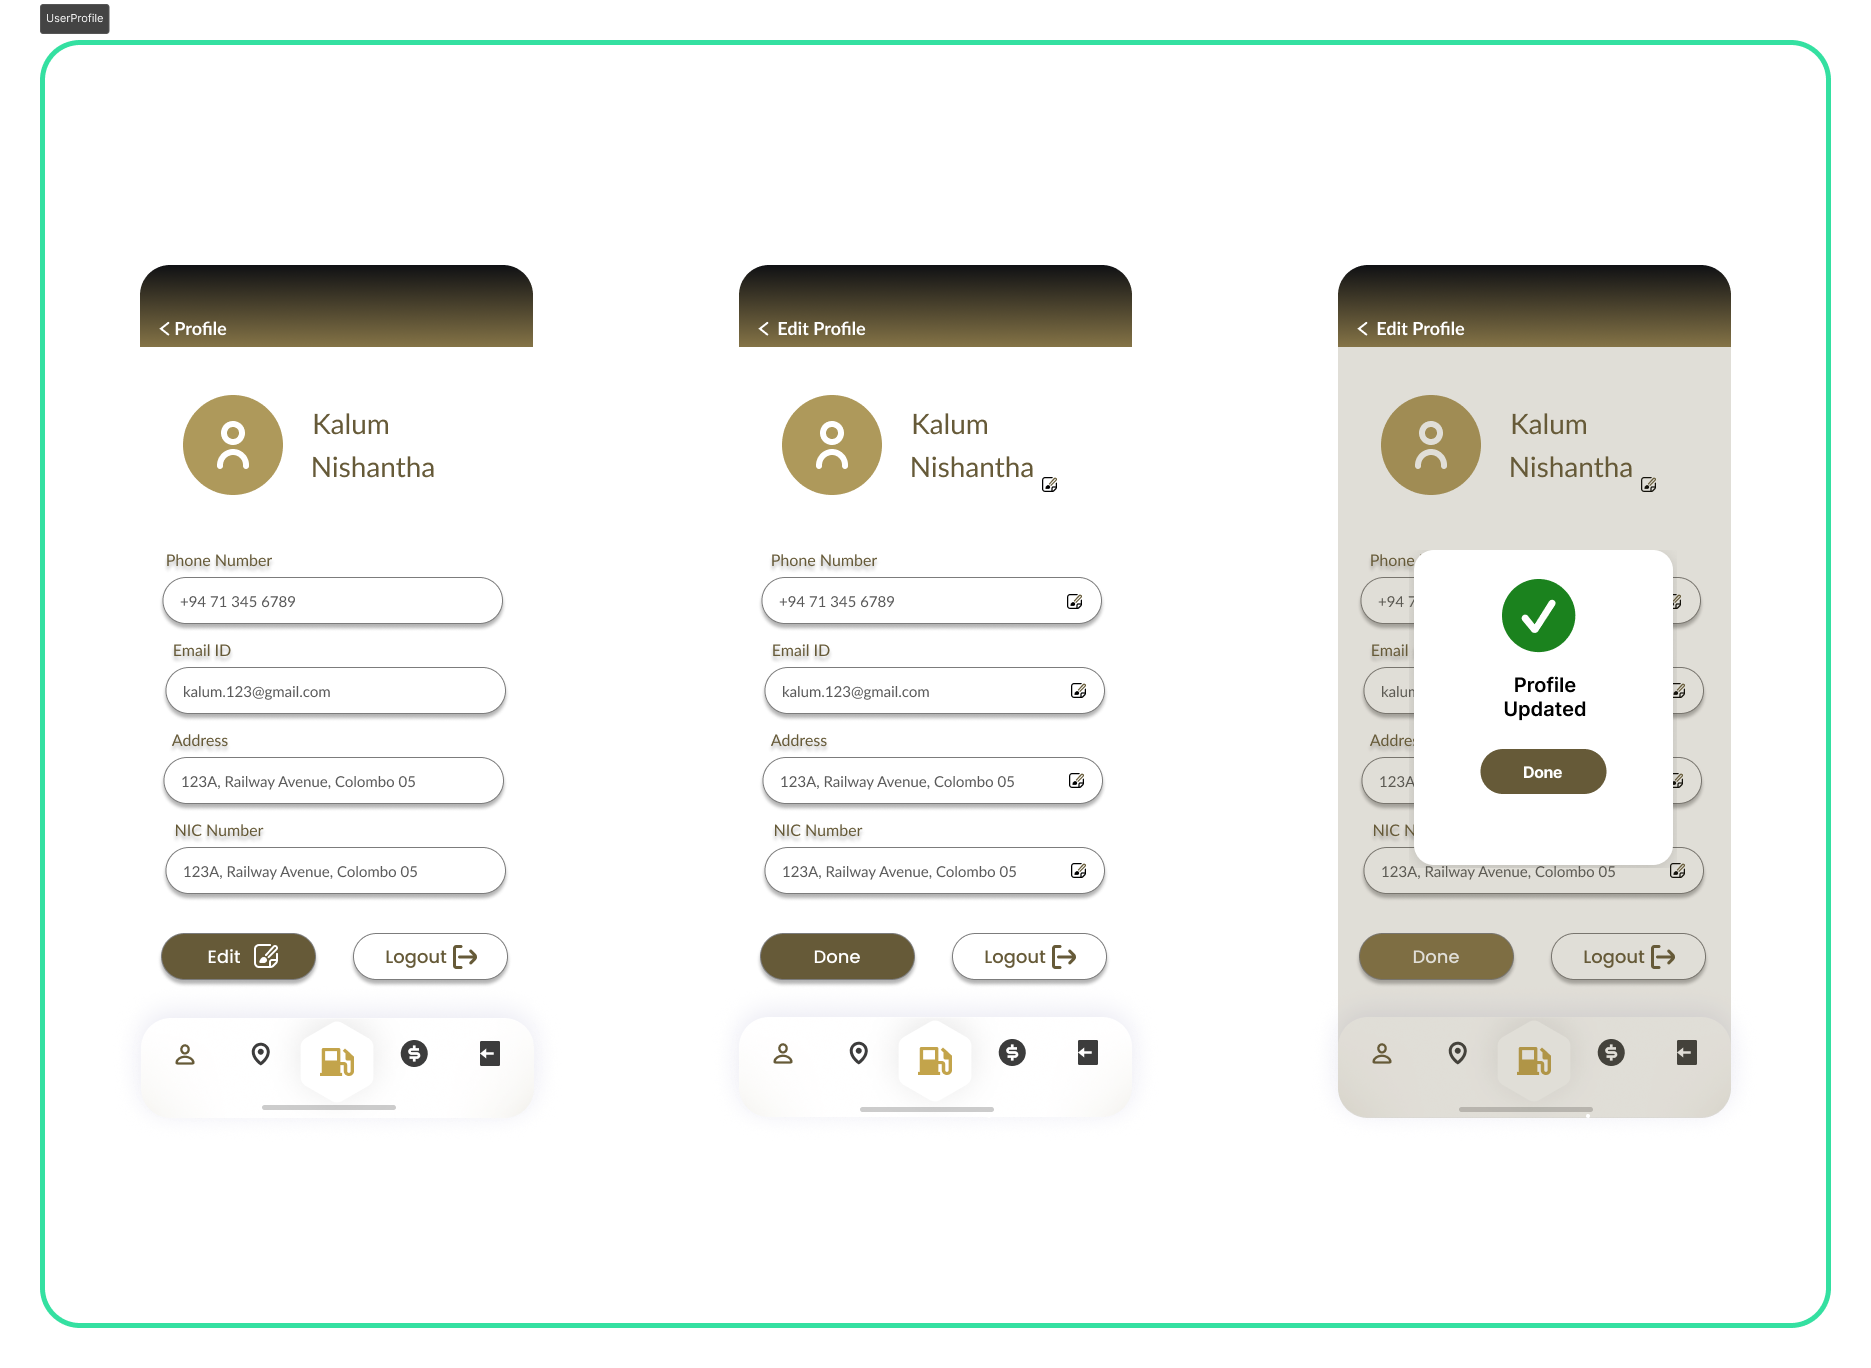 UserProfile
Profile
Kalum
Nishantha
Phone Number
+94 71 345 6789
Email ID
kalum.123@gmail.com
Address
123A, Railway Avenue, Colombo 05
NIC Number
123A, Railway Avenue, Colombo 05
Edit
Logout
Edit Profile
Kalum
Nishantha
Phone Number
+94 71 345 6789
Email ID
kalum.123@gmail.com
Address
123A, Railway Avenue, Colombo 05
NIC Number
123A, Railway Avenue, Colombo 05
Done
Logout
Edit Profile
Kalum
Nishantha
Phone
+94 7
Email
kalum
Addre
123A
NIC N
123A, Railway Avenue, Colombo 05
Profile
Updated
Done
Done
Logout